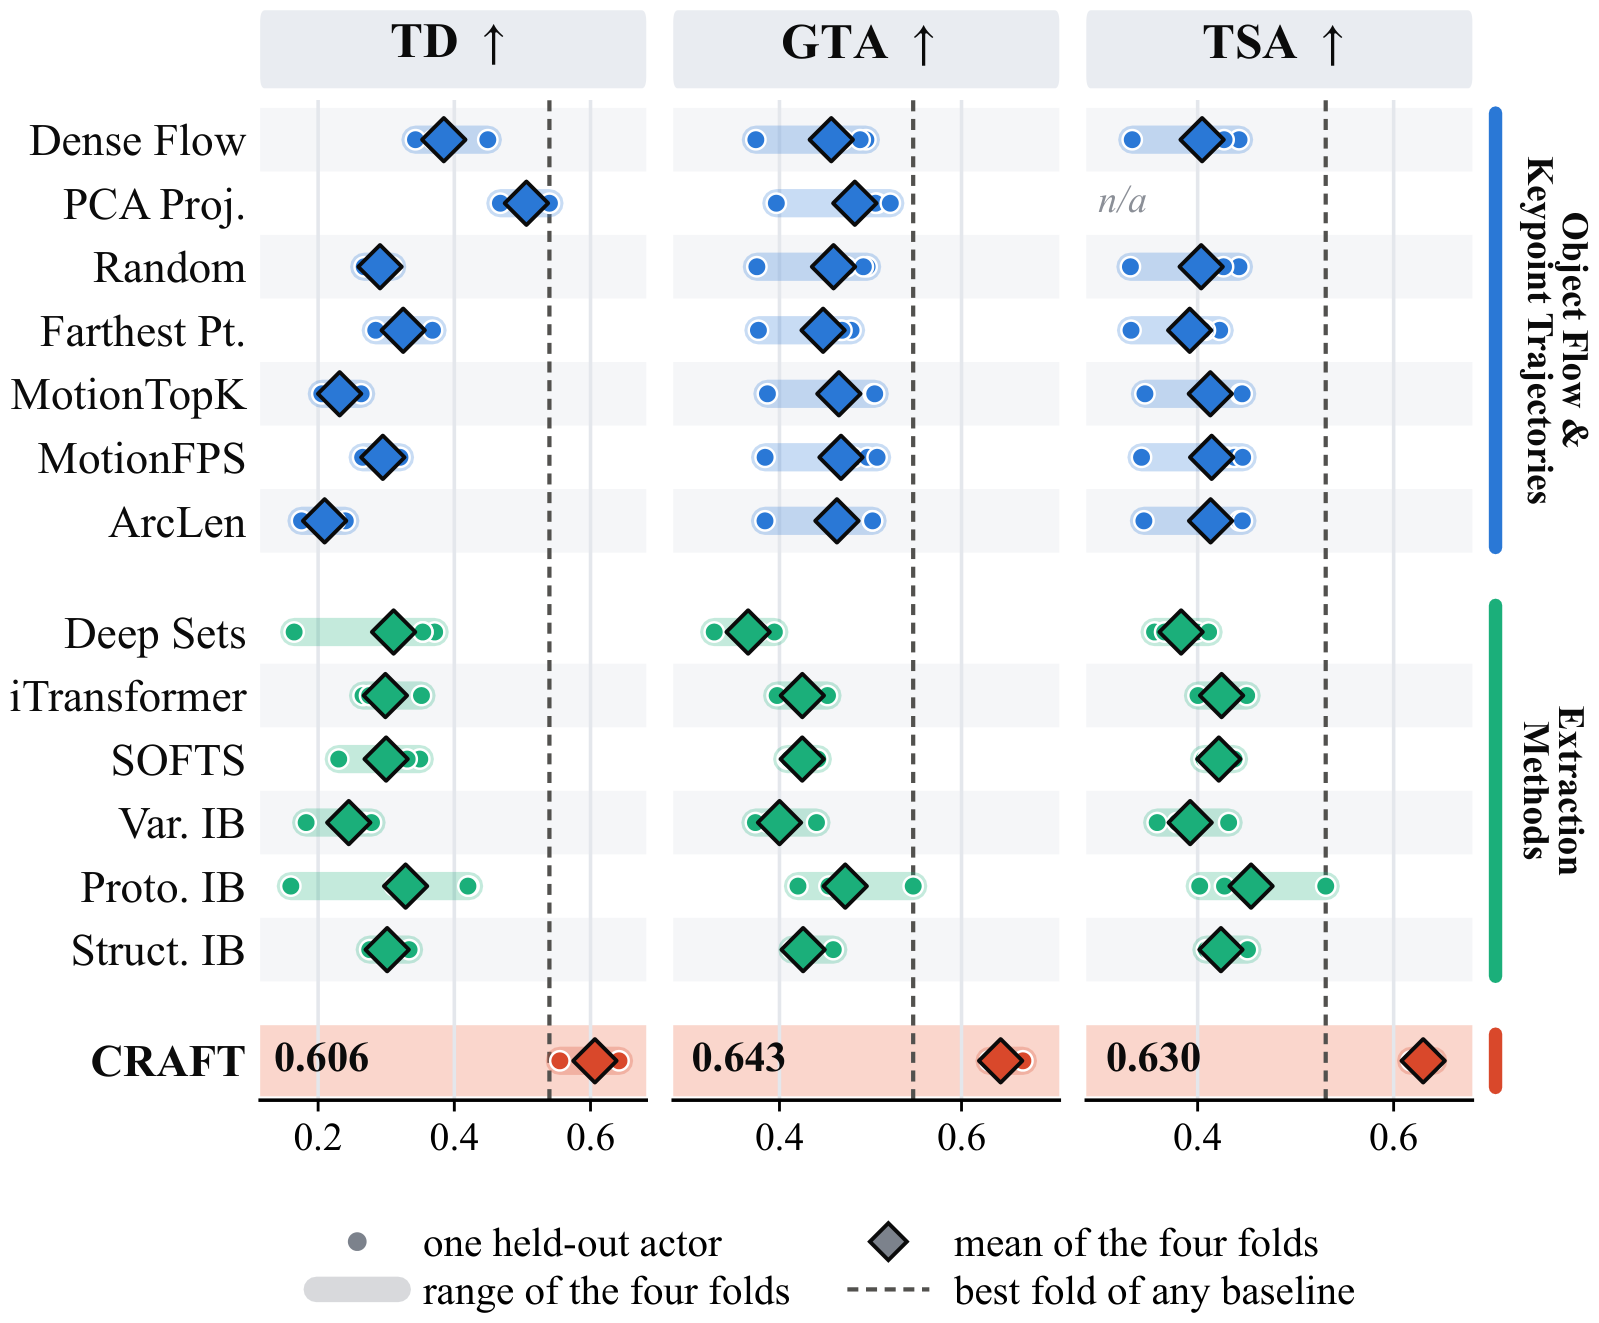 TD ↑
GTA ↑
TSA ↑
Dense Flow
PCA Proj.
n/a
Random
Farthest Pt.
MotionTopK
MotionFPS
ArcLen
Object Flow &
Keypoint Trajectories
Deep Sets
iTransformer
SOFTS
Var. IB
Proto. IB
Struct. IB
Extraction
Methods
CRAFT
0.606
0.643
0.630
0.2 0.4 0.6
0.4 0.6
0.4 0.6
one held-out actor
mean of the four folds
range of the four folds
best fold of any baseline